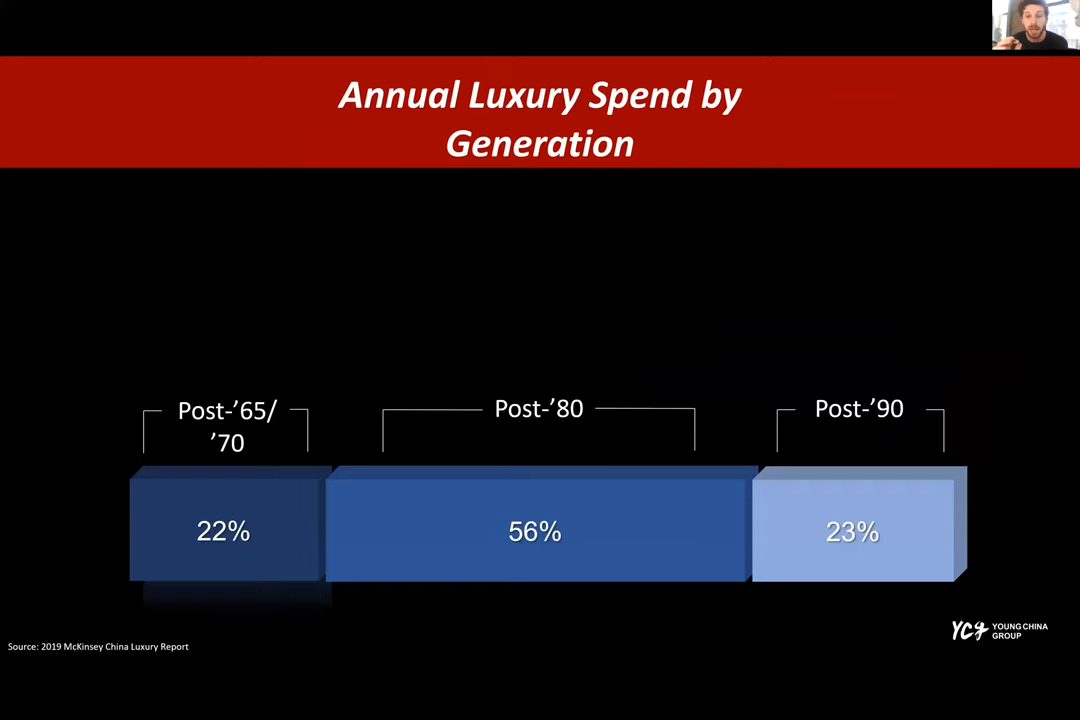 Annual Luxury Spend by
Generation
Post-’65/
’70
Post-’80
Post-’90
22%
56%
23%
YCg YOUNG CHINA
GROUP
Source: 2019 McKinsey China Luxury Report